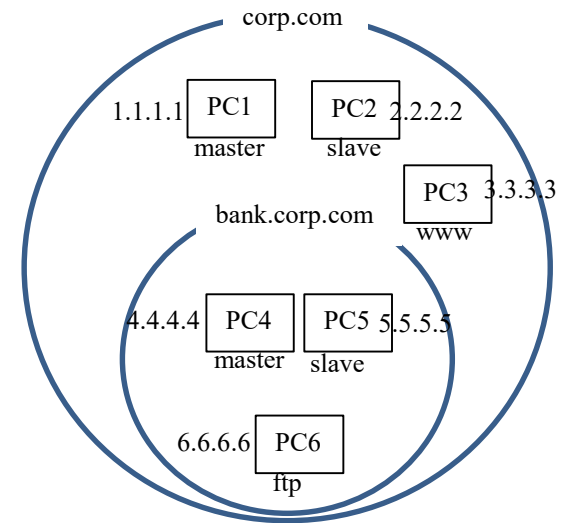 corp.com
1.1.1.1 PC1 PC2 2.2.2.2
master slave
PC3 3.3.3.3
www
bank.corp.com
4.4.4.4 PC4 PC5 5.5.5.5
master slave
6.6.6.6 PC6
ftp